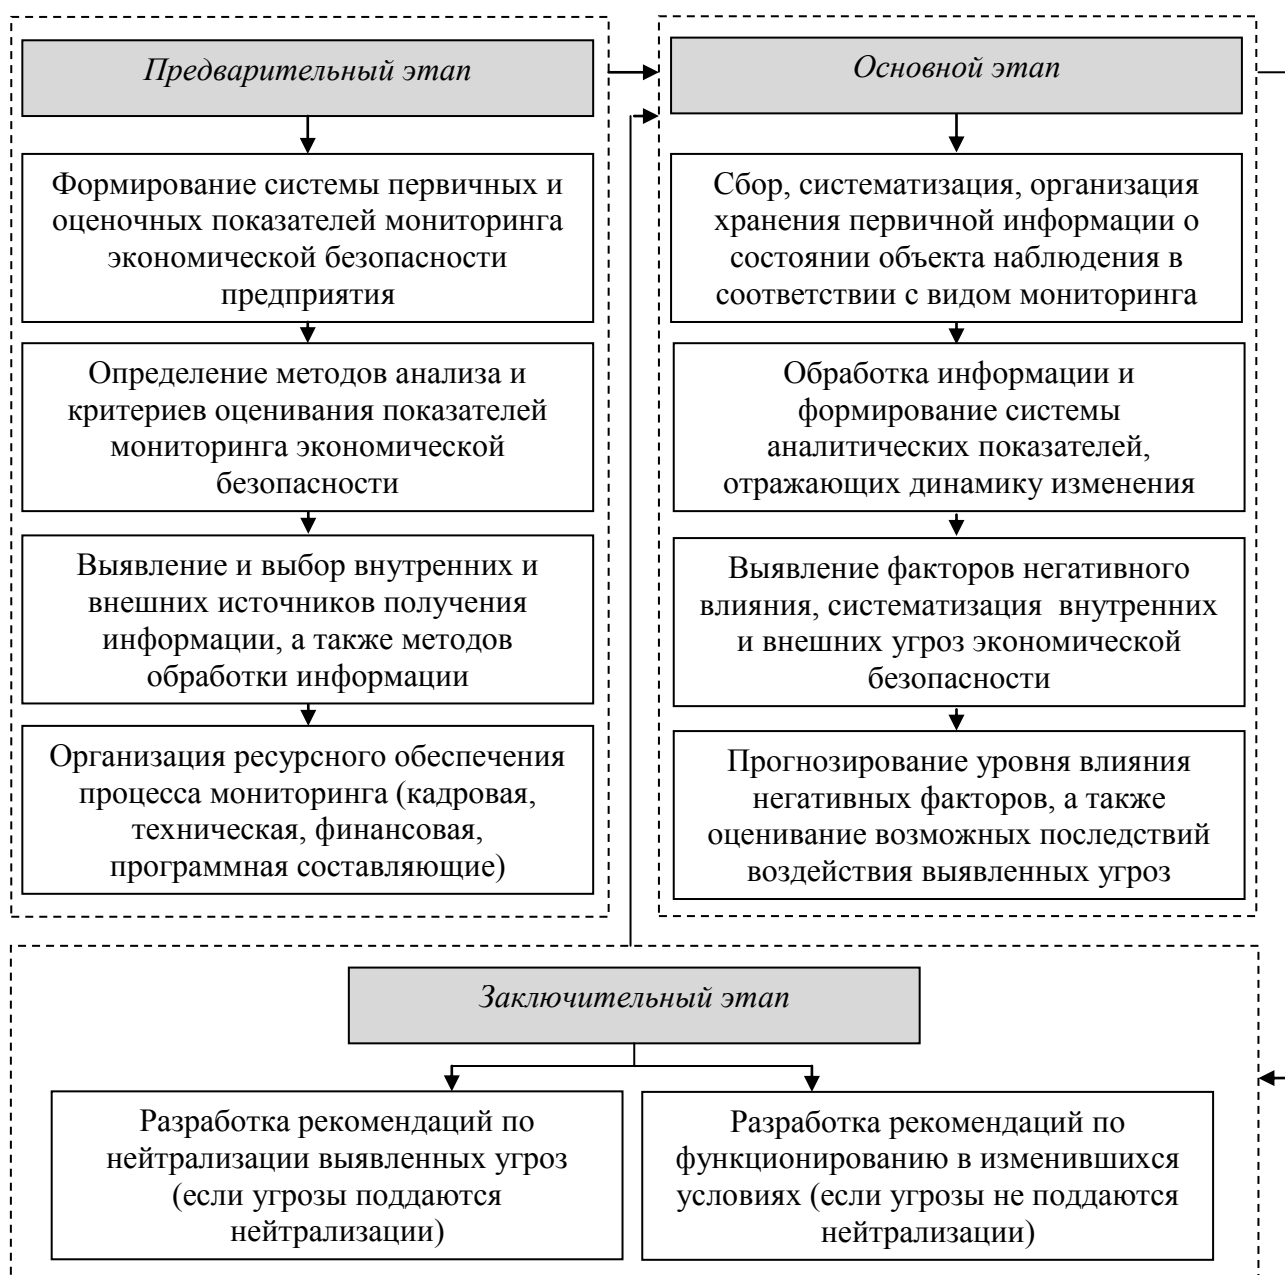 Предварительный этап
Формирование системы первичных и
оценочных показателей мониторинга
экономической безопасности
предприятия
Определение методов анализа и
критериев оценивания показателей
мониторинга экономической
безопасности
Выявление и выбор внутренних и
внешних источников получения
информации, а также методов
обработки информации
Организация ресурсного обеспечения
процесса мониторинга (кадровая,
техническая, финансовая,
программная составляющие)
Основной этап
Сбор, систематизация, организация
хранения первичной информации о
состоянии объекта наблюдения в
соответствии с видом мониторинга
Обработка информации и
формирование системы
аналитических показателей,
отражающих динамику изменения
Выявление факторов негативного
влияния, систематизация внутренних
и внешних угроз экономической
безопасности
Прогнозирование уровня влияния
негативных факторов, а также
оценивание возможных последствий
воздействия выявленных угроз
Заключительный этап
Разработка рекомендаций по
нейтрализации выявленных угроз
(если угрозы поддаются
нейтрализации)
Разработка рекомендаций по
функционированию в изменившихся
условиях (если угрозы не поддаются
нейтрализации)